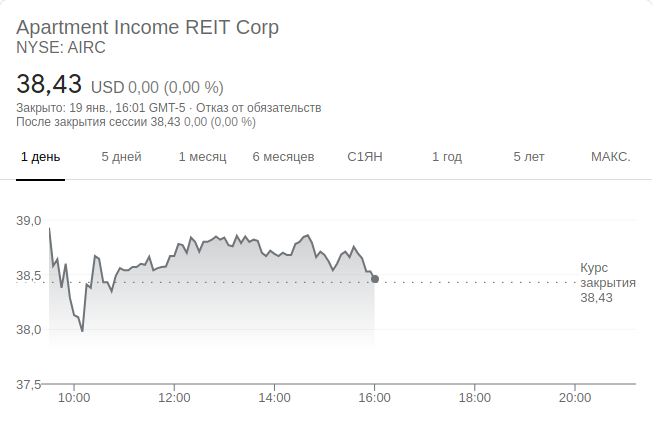 Apartment Income REIT Corp
NYSE: AIRC
38,43 USD 0,00 (0,00 %)
Закрыто: 19 янв., 16:01 GMT-5 · Отказ от обязательств
После закрытия сессии 38,43 0,00 (0,00 %)
1 день 5 дней 1 месяц 6 месяцев С1ЯН 1 год 5 лет МАКС.
39,0
38,5
38,0
37,5
Курс
закрытия
38,43
10:00 12:00 14:00 16:00 18:00 20:00